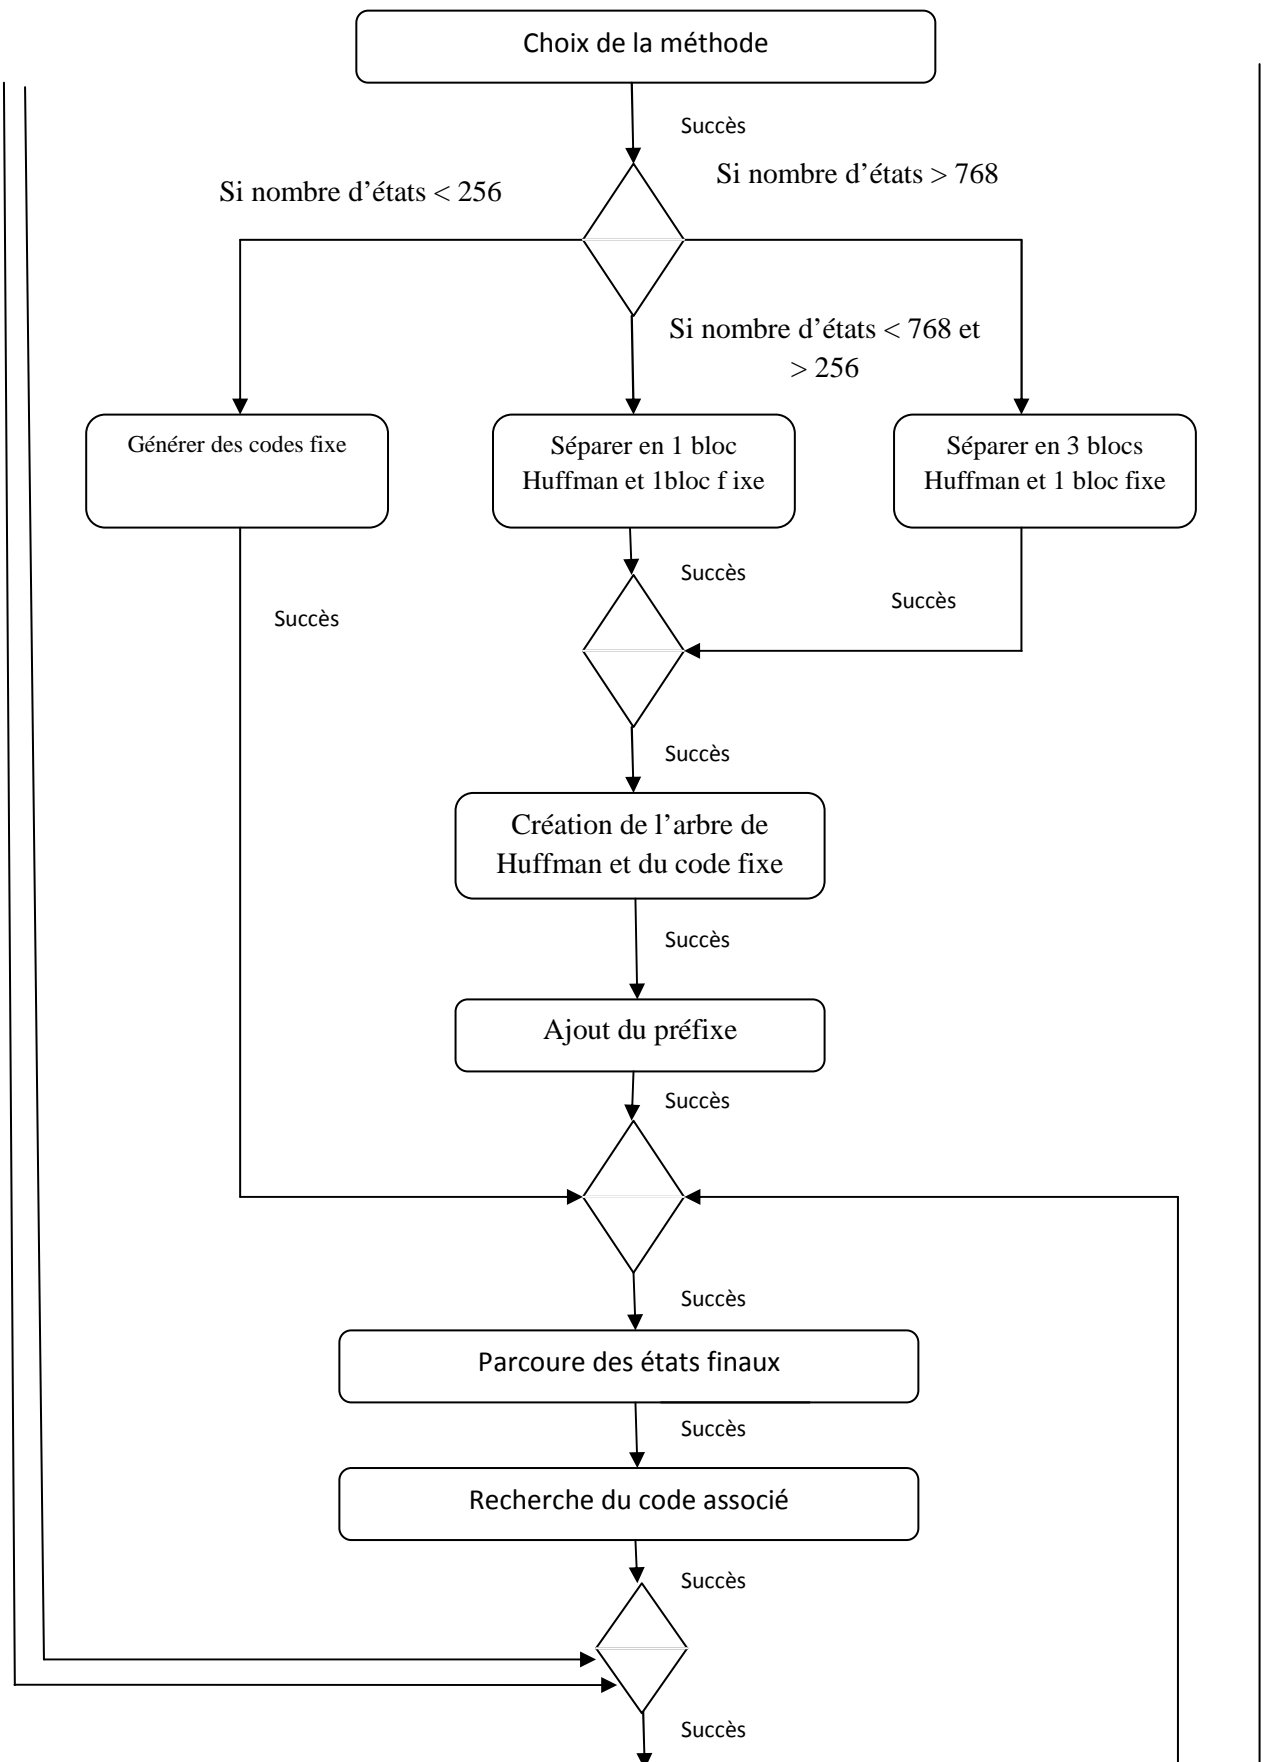 Choix de la méthode
Succès
Si nombre d'états < 256
Si nombre d'états > 768
Si nombre d'états < 768 et
> 256
Générer des codes fixe
Séparer en 1 bloc
Huffman et 1bloc f ixe
Séparer en 3 blocs
Huffman et 1 bloc fixe
Succès
Succès
Succès
Succès
Création de l'arbre de
Huffman et du code fixe
Succès
Ajout du préfixe
Succès
Succès
Parcoure des états finaux
Succès
Recherche du code associé
Succès
Succès